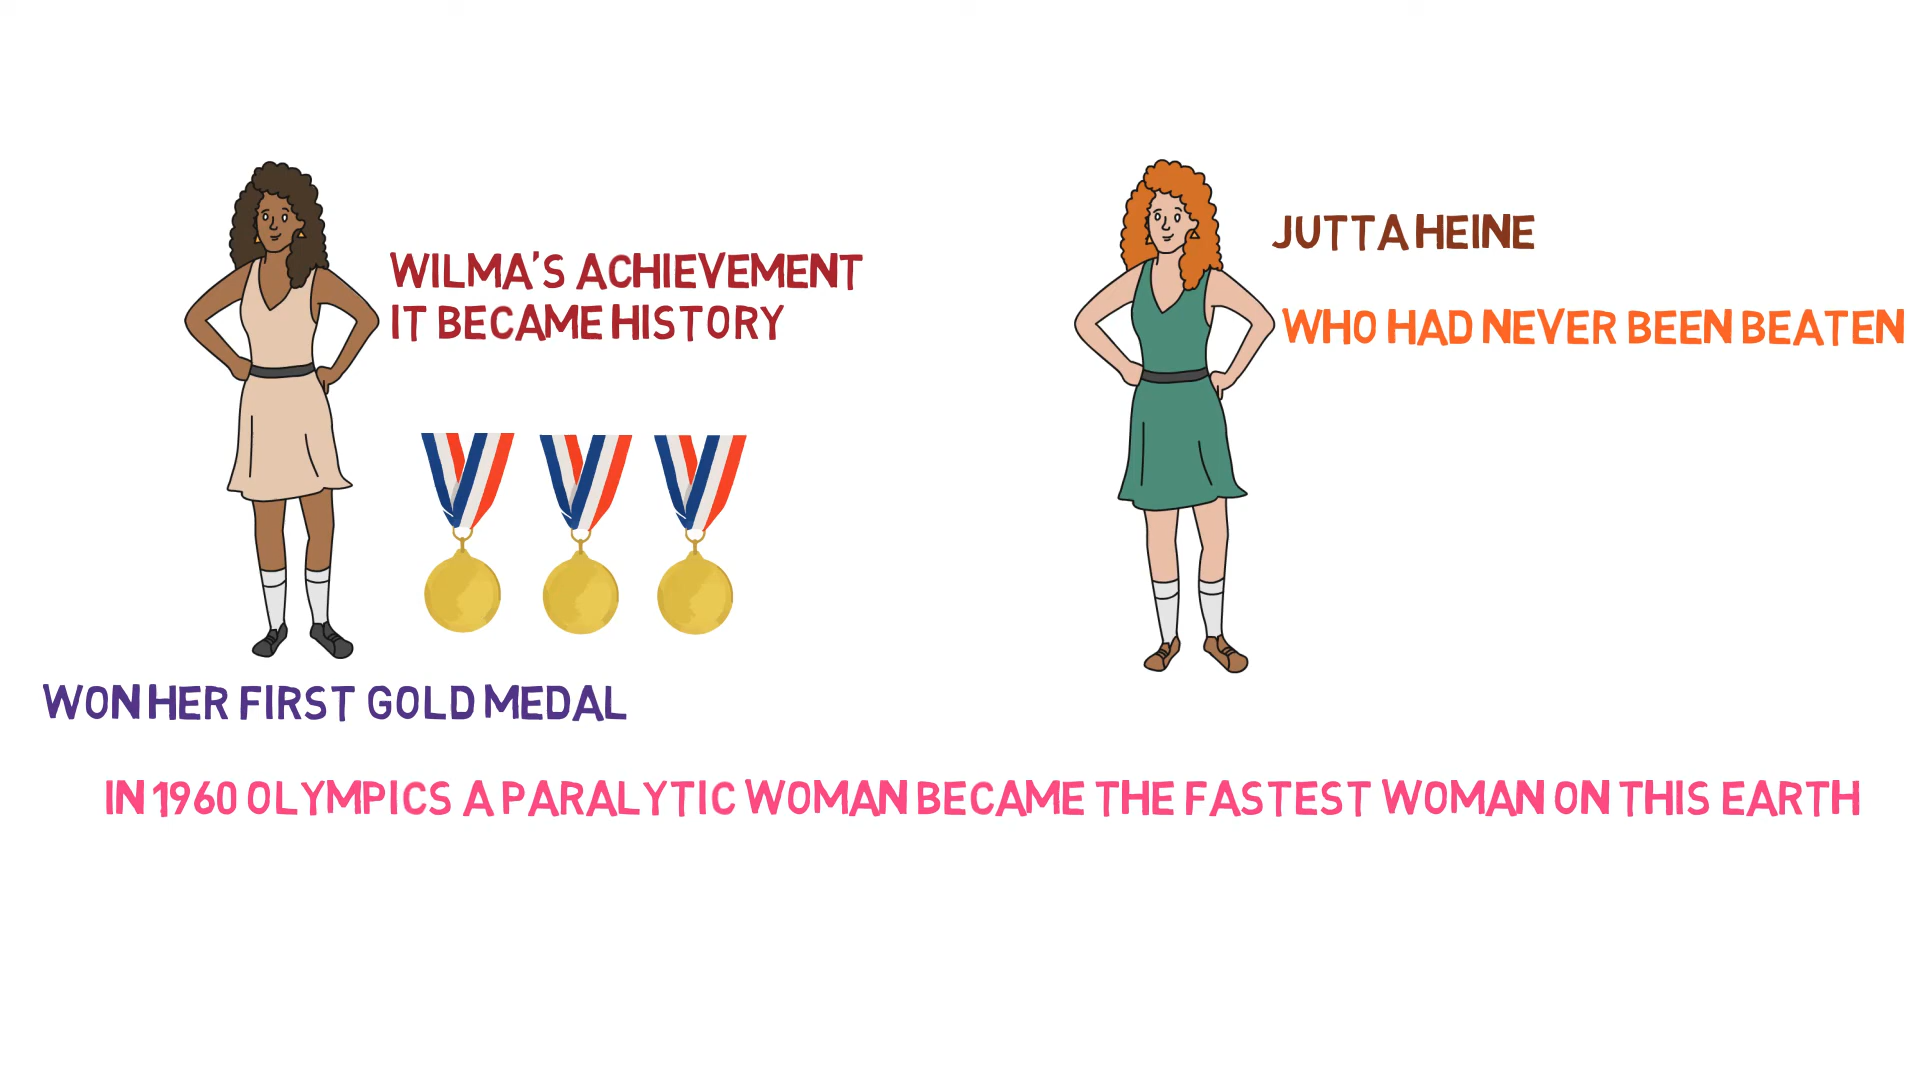 WILMA'S ACHIEVEMENT
IT BECAME HISTORY
JUTTA HEINE
WHO HAD NEVER BEEN BEATEN
WON HER FIRST GOLD MEDAL
IN 1960 OLYMPICS A PARALYTIC WOMAN BECAME THE FASTEST WOMAN ON THIS EARTH